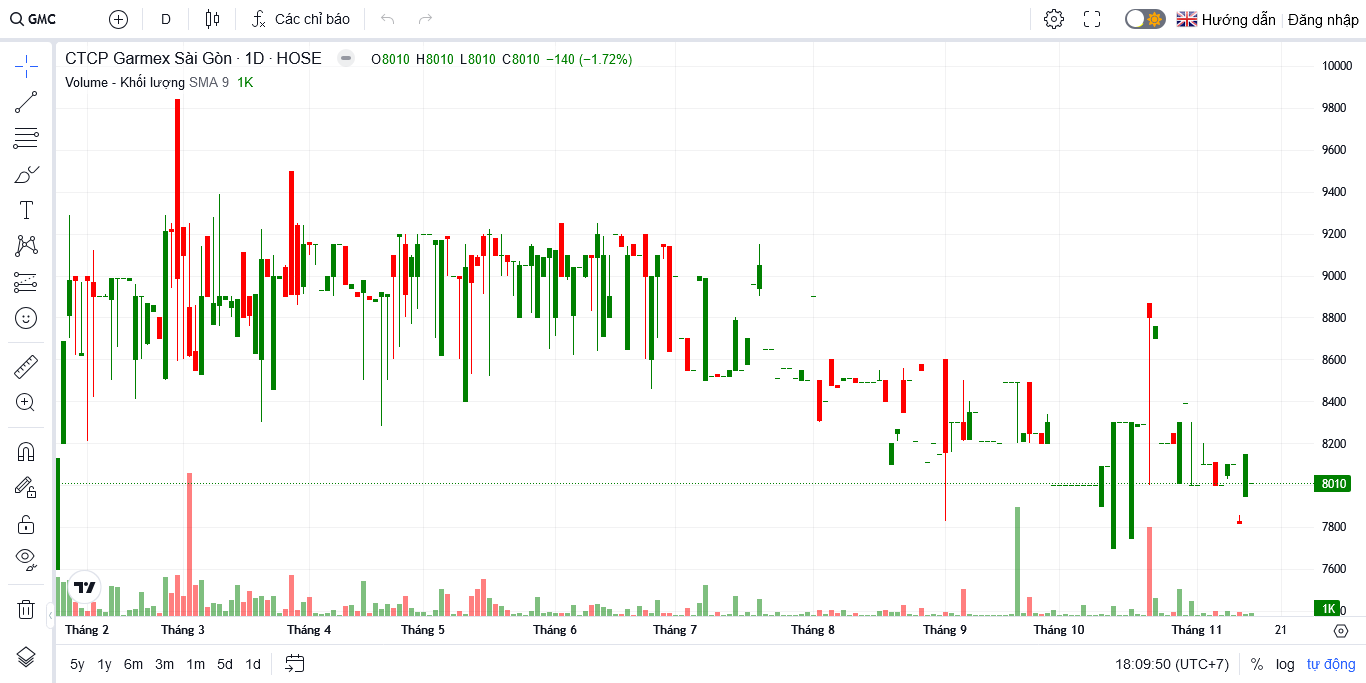 GMC D Các chỉ báo Hướng dẫn Đăng nhập
CTCP Garmex Sài Gòn · 1D · HOSE O8010 H8010 L8010 C8010 −140 (−1.72%)
Volume - Khối lượng SMA 9 1K
10000
9800
9600
9400
9200
9000
8800
8600
8400
8200
8010
7800
7600
1K
0
Tháng 2 Tháng 3 Tháng 4 Tháng 5 Tháng 6 Tháng 7 Tháng 8 Tháng 9 Tháng 10 Tháng 11 21
5y 1y 6m 3m 1m 5d 1d 18:09:50 (UTC+7) % log tự động